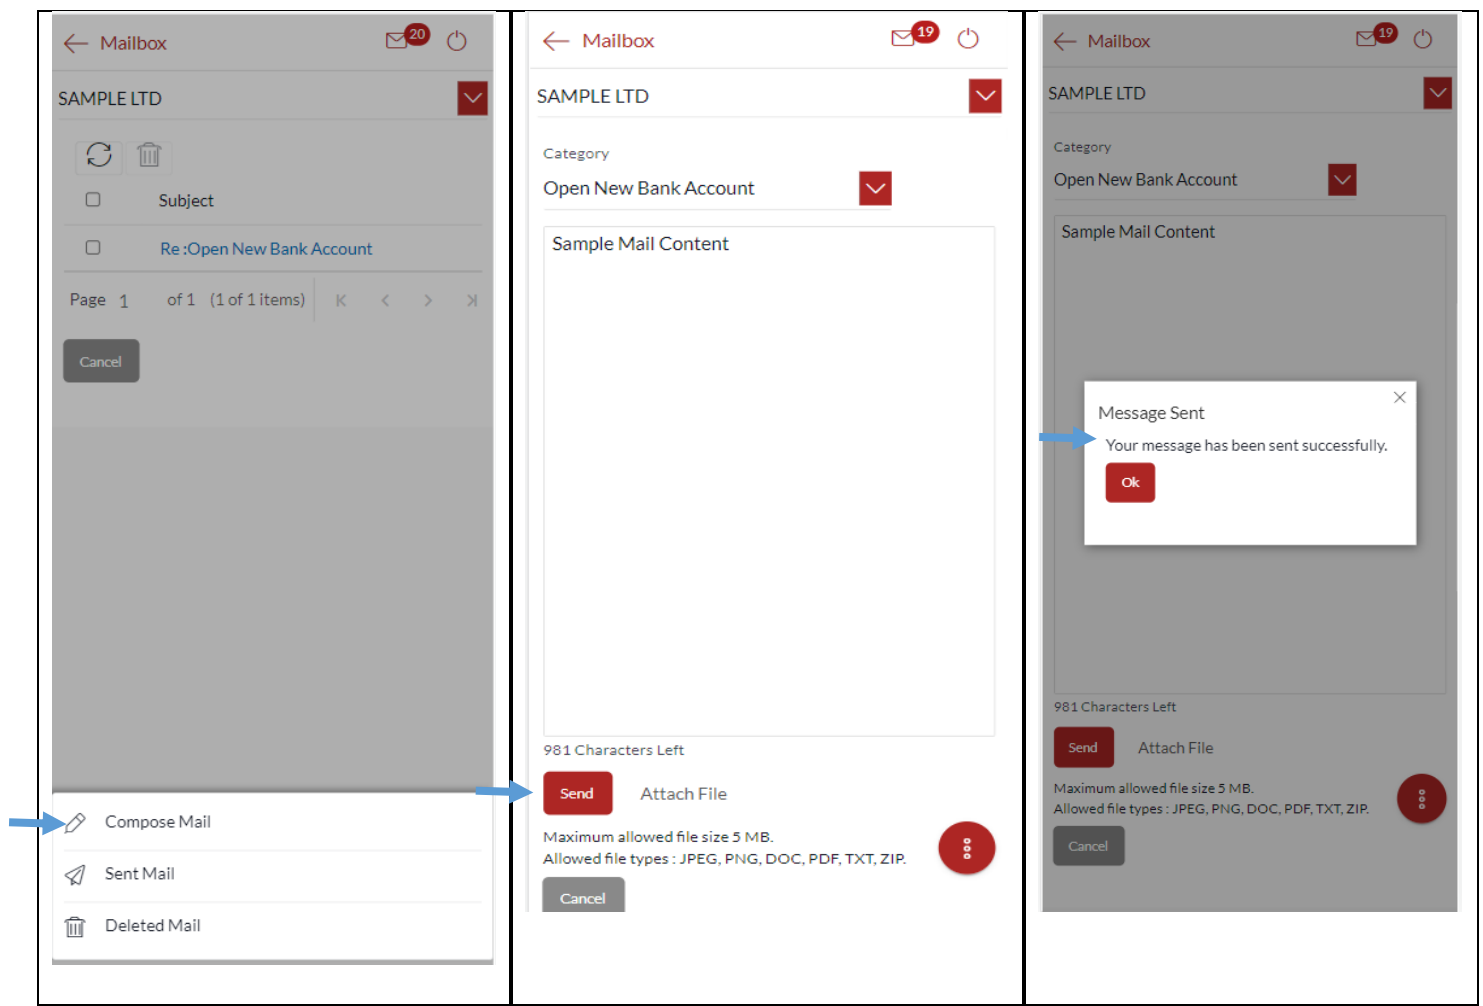 Mailbox
20
SAMPLE LTD
Subject
Re :Open New Bank Account
Page 1 of 1 (1 of 1 items)
Cancel
Compose Mail
Sent Mail
Deleted Mail
Mailbox
19
SAMPLE LTD
Category
Open New Bank Account
Sample Mail Content
981 Characters Left
Send Attach File
Maximum allowed file size 5 MB.
Allowed file types : JPEG, PNG, DOC, PDF, TXT, ZIP.
Cancel
Mailbox
19
SAMPLE LTD
Category
Open New Bank Account
Sample Mail Content
Message Sent
Your message has been sent successfully.
Ok
981 Characters Left
Send Attach File
Maximum allowed file size 5 MB.
Allowed file types : JPEG, PNG, DOC, PDF, TXT, ZIP.
Cancel